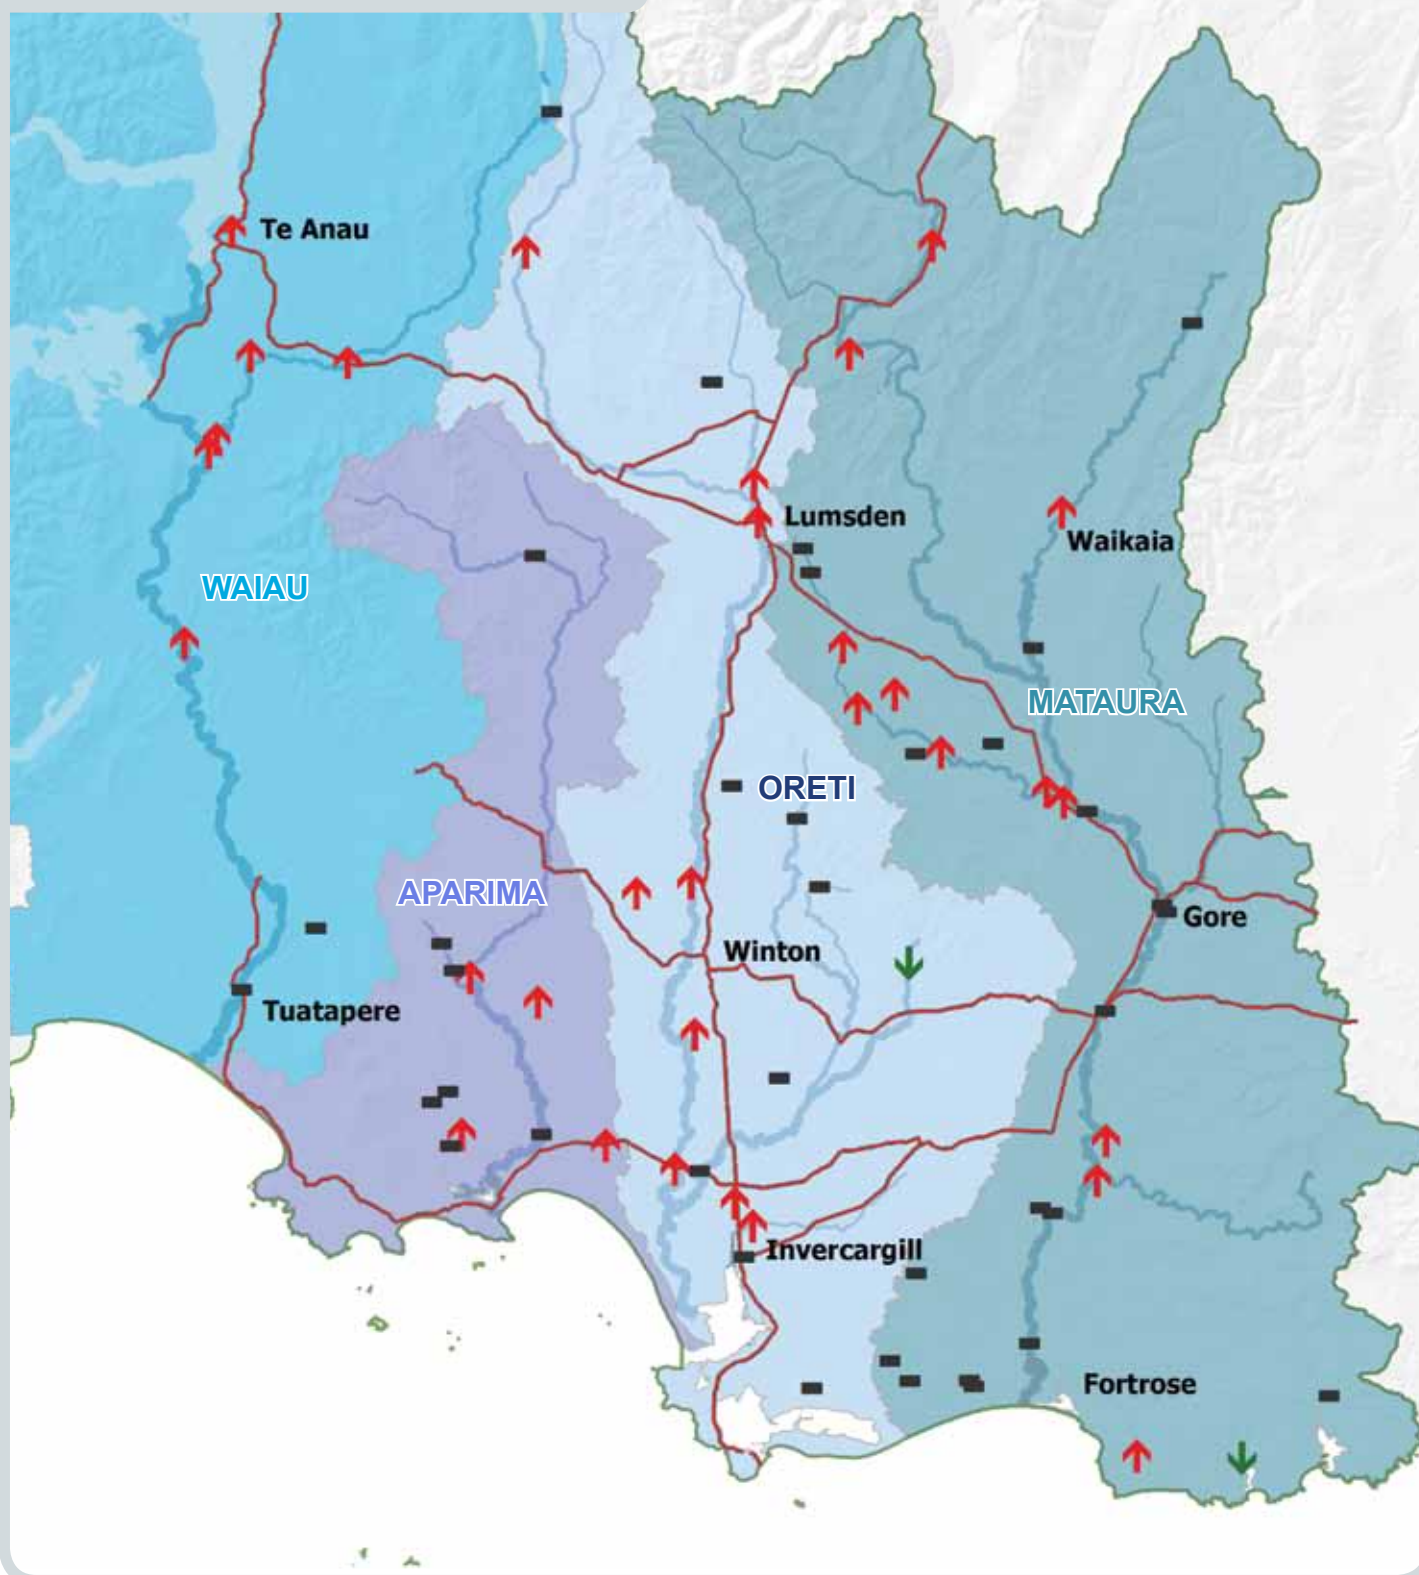 Te Anau
Lumsden
Waikaia
WAIAU
MATAURA
ORETI
APARIMA
Gore
Winton
Tuatapere
Invercargill
Fortrose